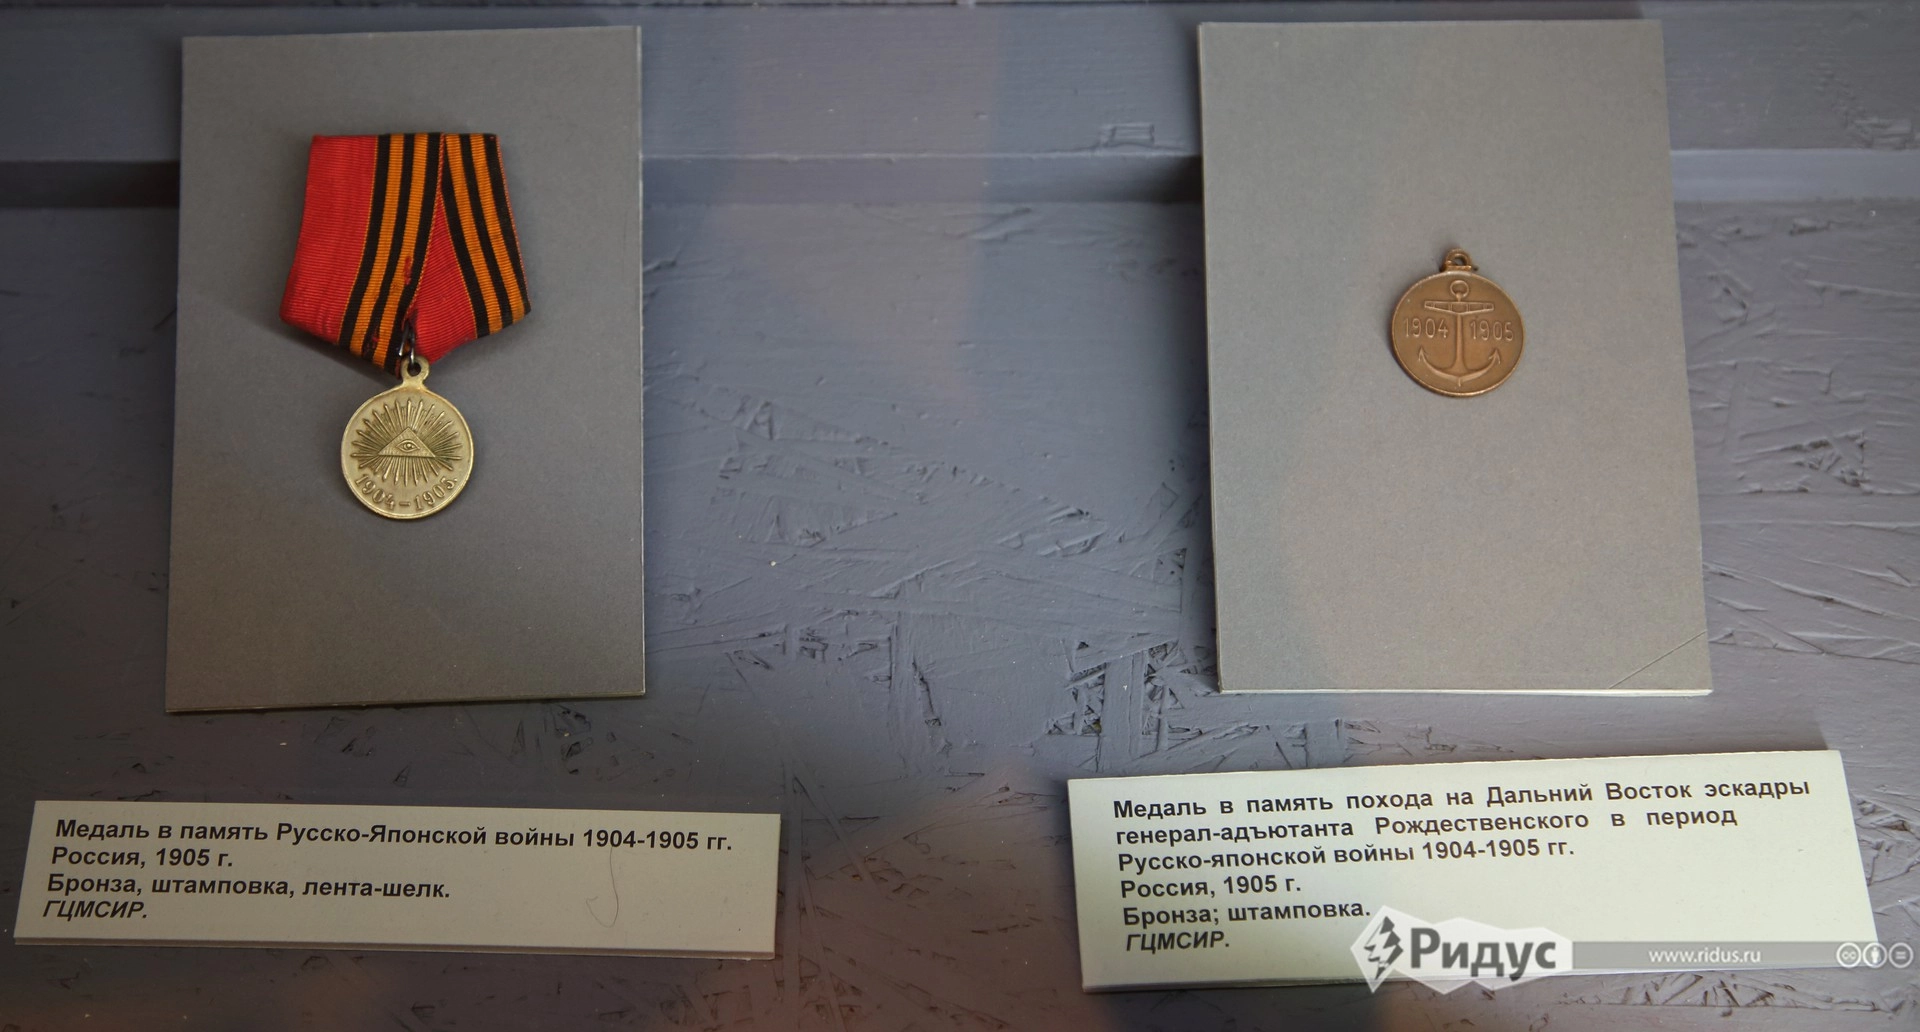 1904-1905.
1904 1905
Медаль в память Русско-Японской войны 1904-1905 гг.
Россия, 1905 г.
Бронза, штамповка, лента-шелк.
ГЦМСИР.
Медаль в память похода на Дальний Восток эскадры
генерал-адъютанта Рождественского в период
Русско-японской войны 1904-1905 гг.
Россия, 1905 г.
Бронза; штамповка.
ГЦМСИР.
Ридус
www.ridus.ru